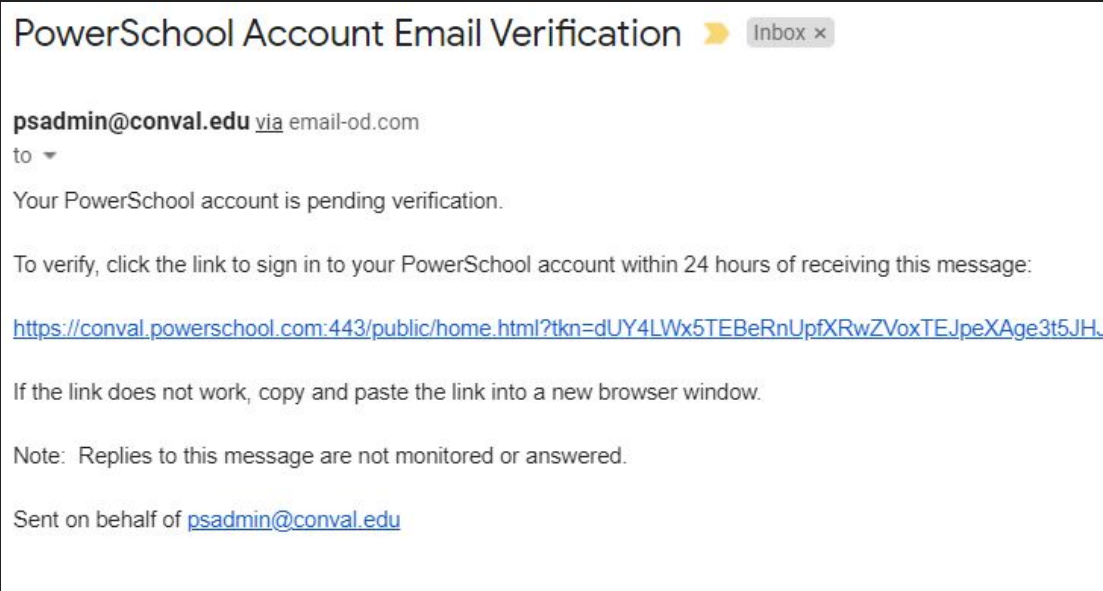 PowerSchool Account Email Verification Inbox ×
psadmin@conval.edu via email-od.com
to
Your PowerSchool account is pending verification.
To verify, click the link to sign in to your PowerSchool account within 24 hours of receiving this message:
https://conval.powerschool.com:443/public/home.html?tkn=dUY4LWx5TEBeRnUpfXRwZVoxTEJpeXAge3t5JHJ
If the link does not work, copy and paste the link into a new browser window.
Note:  Replies to this message are not monitored or answered.
Sent on behalf of psadmin@conval.edu